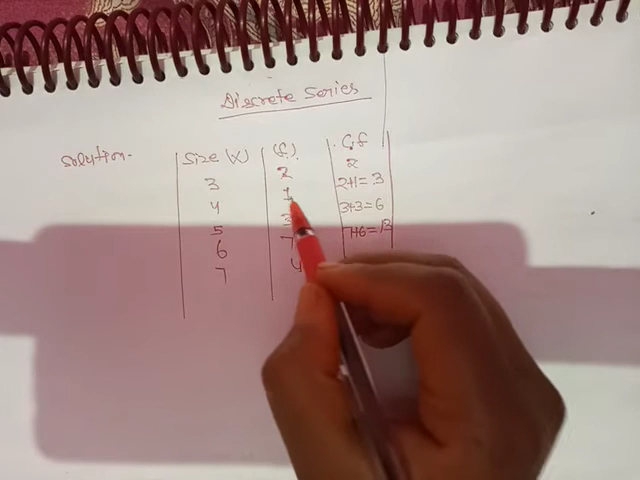 Discrete Series
Solution- Size (X) (f) C.f
3 2 2
4 1 2+1=3
5 3 3+3=6
6 7 7+6=13
7 4